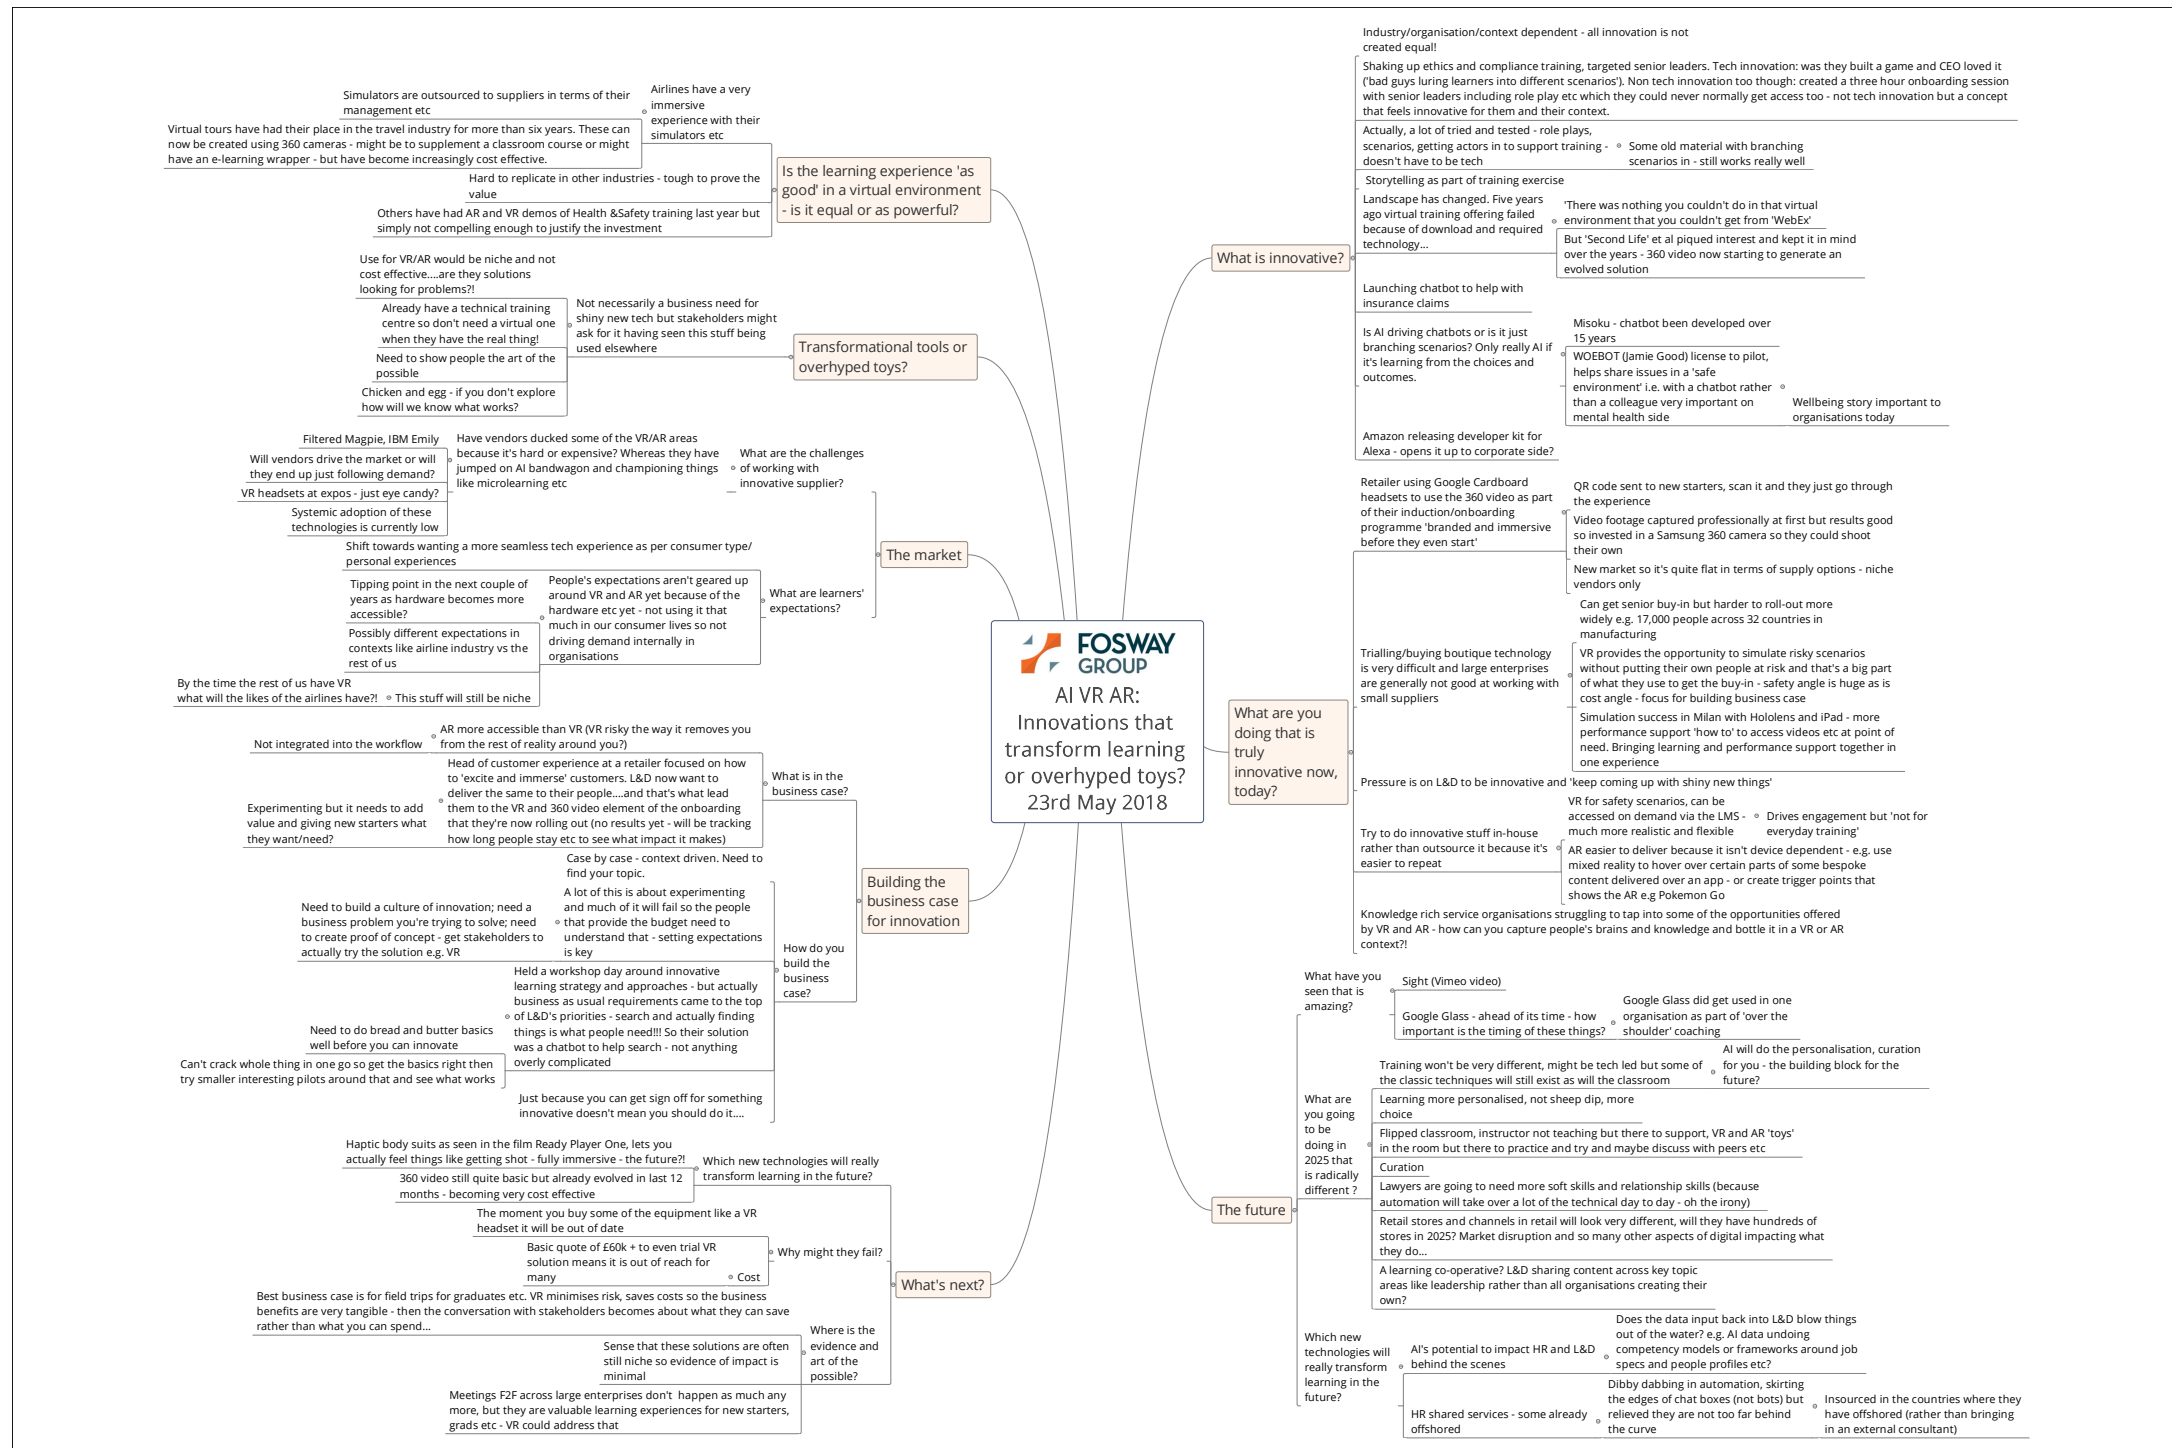 FOSWAY
GROUP
AI VR AR:
Innovations that
transform learning
or overhyped toys?
23rd May 2018
What is innovative?
Industry/organisation/context dependent - all innovation is not
created equal!
Shaking up ethics and compliance training, targeted senior leaders. Tech innovation: was they built a game and CEO loved it
('bad guys luring learners into different scenarios'). Non tech innovation too though: created a three hour onboarding session
with senior leaders including role play etc which they could never normally get access too - not tech innovation but a concept
that feels innovative for them and their context.
Actually, a lot of tried and tested - role plays,
scenarios, getting actors in to support training -
doesn't have to be tech
Some old material with branching
scenarios in - still works really well
Storytelling as part of training exercise
Landscape has changed. Five years
ago virtual training offering failed
because of download and required
technology...
'There was nothing you couldn't do in that virtual
environment that you couldn't get from 'WebEx'
But 'Second Life' et al piqued interest and kept it in mind
over the years - 360 video now starting to generate an
evolved solution
Launching chatbot to help with
insurance claims
Is AI driving chatbots or is it just
branching scenarios? Only really AI if
it's learning from the choices and
outcomes.
Misoku - chatbot been developed over
15 years
WOEBOT (Jamie Good) license to pilot,
helps share issues in a 'safe
environment' i.e. with a chatbot rather
than a colleague very important on
mental health side
Wellbeing story important to
organisations today
Amazon releasing developer kit for
Alexa - opens it up to corporate side?
What are you
doing that is
truly
innovative now,
today?
Retailer using Google Cardboard
headsets to use the 360 video as part
of their induction/onboarding
programme 'branded and immersive
before they even start'
QR code sent to new starters, scan it and they just go through
the experience
Video footage captured professionally at first but results good
so invested in a Samsung 360 camera so they could shoot
their own
New market so it's quite flat in terms of supply options - niche
vendors only
Trialling/buying boutique technology
is very difficult and large enterprises
are generally not good at working with
small suppliers
Can get senior buy-in but harder to roll-out more
widely e.g. 17,000 people across 32 countries in
manufacturing
VR provides the opportunity to simulate risky scenarios
without putting their own people at risk and that's a big part
of what they use to get the buy-in - safety angle is huge as is
cost angle - focus for building business case
Simulation success in Milan with Hololens and iPad - more
performance support 'how to' to access videos etc at point of
need. Bringing learning and performance support together in
one experience
Pressure is on L&D to be innovative and 'keep coming up with shiny new things'
Try to do innovative stuff in-house
rather than outsource it because it's
easier to repeat
VR for safety scenarios, can be
accessed on demand via the LMS -
much more realistic and flexible
Drives engagement but 'not for
everyday training'
AR easier to deliver because it isn't device dependent - e.g. use
mixed reality to hover over certain parts of some bespoke
content delivered over an app - or create trigger points that
shows the AR e.g Pokemon Go
Knowledge rich service organisations struggling to tap into some of the opportunities offered
by VR and AR - how can you capture people's brains and knowledge and bottle it in a VR or AR
context?!
The future
What have you
seen that is
amazing?
Sight (Vimeo video)
Google Glass - ahead of its time - how
important is the timing of these things?
Google Glass did get used in one
organisation as part of 'over the
shoulder' coaching
What are
you going
to be
doing in
2025 that
is radically
different ?
Training won't be very different, might be tech led but some of
the classic techniques will still exist as will the classroom
AI will do the personalisation, curation
for you - the building block for the
future?
Learning more personalised, not sheep dip, more
choice
Flipped classroom, instructor not teaching but there to support, VR and AR 'toys'
in the room but there to practice and try and maybe discuss with peers etc
Curation
Lawyers are going to need more soft skills and relationship skills (because
automation will take over a lot of the technical day to day - oh the irony)
Retail stores and channels in retail will look very different, will they have hundreds of
stores in 2025? Market disruption and so many other aspects of digital impacting what
they do...
A learning co-operative? L&D sharing content across key topic
areas like leadership rather than all organisations creating their
own?
Which new
technologies will
really transform
learning in the
future?
AI's potential to impact HR and L&D
behind the scenes
Does the data input back into L&D blow things
out of the water? e.g. AI data undoing
competency models or frameworks around job
specs and people profiles etc?
HR shared services - some already
offshored
Dibby dabbing in automation, skirting
the edges of chat boxes (not bots) but
relieved they are not too far behind
the curve
Insourced in the countries where they
have offshored (rather than bringing
in an external consultant)
Is the learning experience 'as
good' in a virtual environment
- is it equal or as powerful?
Airlines have a very
immersive
experience with their
simulators etc
Simulators are outsourced to suppliers in terms of their
management etc
Virtual tours have had their place in the travel industry for more than six years. These can
now be created using 360 cameras - might be to supplement a classroom course or might
have an e-learning wrapper - but have become increasingly cost effective.
Hard to replicate in other industries - tough to prove the
value
Others have had AR and VR demos of Health &Safety training last year but
simply not compelling enough to justify the investment
Transformational tools or
overhyped toys?
Not necessarily a business need for
shiny new tech but stakeholders might
ask for it having seen this stuff being
used elsewhere
Use for VR/AR would be niche and not
cost effective....are they solutions
looking for problems?!
Already have a technical training
centre so don't need a virtual one
when they have the real thing!
Need to show people the art of the
possible
Chicken and egg - if you don't explore
how will we know what works?
The market
What are the challenges
of working with
innovative supplier?
Have vendors ducked some of the VR/AR areas
because it's hard or expensive? Whereas they have
jumped on AI bandwagon and championing things
like microlearning etc
Filtered Magpie, IBM Emily
Will vendors drive the market or will
they end up just following demand?
VR headsets at expos - just eye candy?
Systemic adoption of these
technologies is currently low
What are learners'
expectations?
Shift towards wanting a more seamless tech experience as per consumer type/
personal experiences
People's expectations aren't geared up
around VR and AR yet because of the
hardware etc yet - not using it that
much in our consumer lives so not
driving demand internally in
organisations
Tipping point in the next couple of
years as hardware becomes more
accessible?
Possibly different expectations in
contexts like airline industry vs the
rest of us
This stuff will still be niche
By the time the rest of us have VR
what will the likes of the airlines have?!
Building the
business case
for innovation
What is in the
business case?
AR more accessible than VR (VR risky the way it removes you
from the rest of reality around you?)
Not integrated into the workflow
Head of customer experience at a retailer focused on how
to 'excite and immerse' customers. L&D now want to
deliver the same to their people....and that's what lead
them to the VR and 360 video element of the onboarding
that they're now rolling out (no results yet - will be tracking
how long people stay etc to see what impact it makes)
Experimenting but it needs to add
value and giving new starters what
they want/need?
How do you
build the
business
case?
Case by case - context driven. Need to
find your topic.
A lot of this is about experimenting
and much of it will fail so the people
that provide the budget need to
understand that - setting expectations
is key
Need to build a culture of innovation; need a
business problem you're trying to solve; need
to create proof of concept - get stakeholders to
actually try the solution e.g. VR
Held a workshop day around innovative
learning strategy and approaches - but actually
business as usual requirements came to the top
of L&D's priorities - search and actually finding
things is what people need!!! So their solution
was a chatbot to help search - not anything
overly complicated
Need to do bread and butter basics
well before you can innovate
Can't crack whole thing in one go so get the basics right then
try smaller interesting pilots around that and see what works
Just because you can get sign off for something
innovative doesn't mean you should do it....
What's next?
Which new technologies will really
transform learning in the future?
Haptic body suits as seen in the film Ready Player One, lets you
actually feel things like getting shot - fully immersive - the future?!
360 video still quite basic but already evolved in last 12
months - becoming very cost effective
Why might they fail?
The moment you buy some of the equipment like a VR
headset it will be out of date
Cost
Basic quote of £60k + to even trial VR
solution means it is out of reach for
many
Where is the
evidence and
art of the
possible?
Best business case is for field trips for graduates etc. VR minimises risk, saves costs so the business
benefits are very tangible - then the conversation with stakeholders becomes about what they can save
rather than what you can spend...
Sense that these solutions are often
still niche so evidence of impact is
minimal
Meetings F2F across large enterprises don't  happen as much any
more, but they are valuable learning experiences for new starters,
grads etc - VR could address that